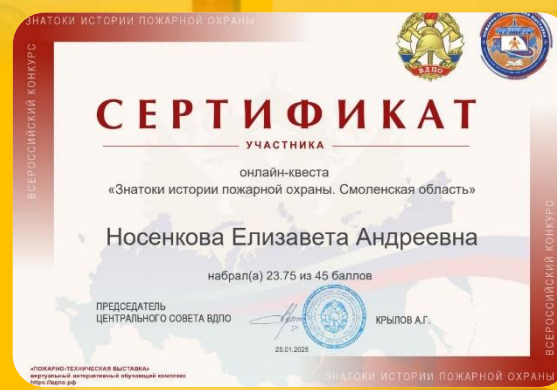 ЗНАТОКИ ИСТОРИИ ПОЖАРНОЙ ОХРАНЫ
ВСЕРОССИЙСКИЙ КОНКУРС
ВДПО
СЕРТИФИКАТ
УЧАСТНИКА
онлайн-квеста
«Знатоки истории пожарной охраны. Смоленская область»
Носенкова Елизавета Андреевна
набрал(а) 23.75 из 45 баллов
ПРЕДСЕДАТЕЛЬ
ЦЕНТРАЛЬНОГО СОВЕТА ВДПО
КРЫЛОВ А.Г.
25.01.2025
«ПОЖАРНО-ТЕХНИЧЕСКАЯ ВЫСТАВКА»
виртуальный интерактивный обучающий комплекс
https://вдпо.рф
ВСЕРОССИЙСКИЙ КОНКУРС
ЗНАТОКИ ИСТОРИИ ПОЖАРНОЙ ОХРАНЫ